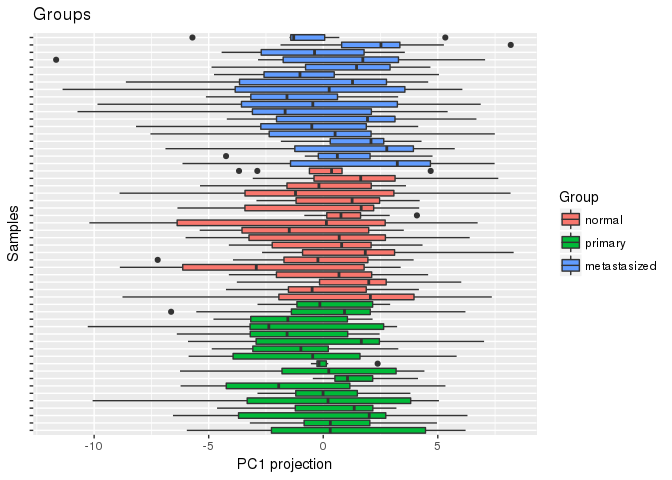 Groups
Samples
-10
-5
0
5
PC1 projection
Group
normal
primary
metastasized